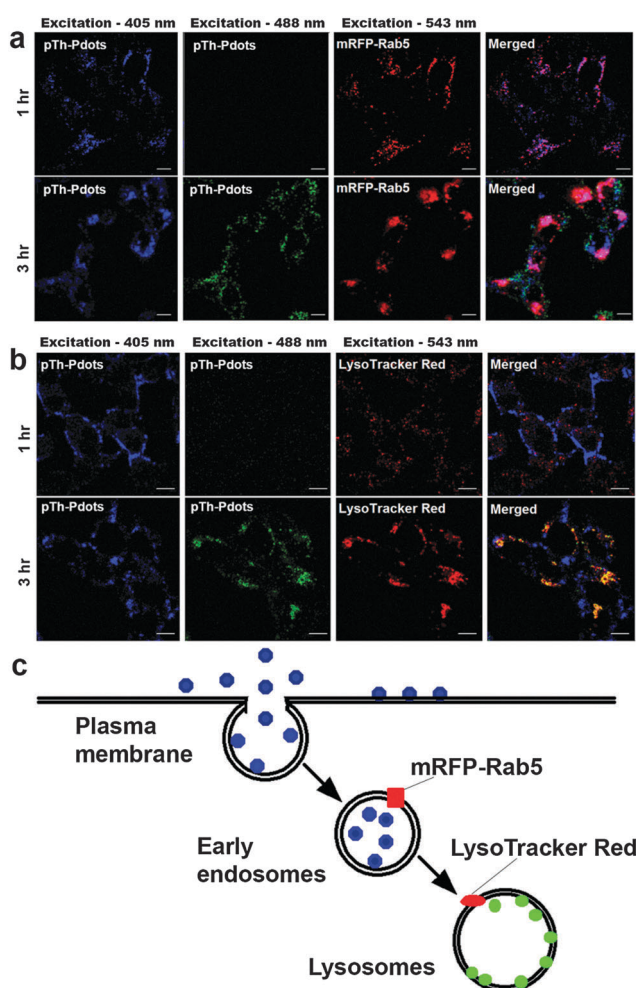 Excitation - 405 nm Excitation - 488 nm Excitation - 543 nm
a
pTh-Pdots pTh-Pdots mRFP-Rab5 Merged
1 hr
pTh-Pdots pTh-Pdots mRFP-Rab5 Merged
3 hr
Excitation - 405 nm Excitation - 488 nm Excitation - 543 nm
b
pTh-Pdots pTh-Pdots LysoTracker Red Merged
1 hr
pTh-Pdots pTh-Pdots LysoTracker Red Merged
3 hr
c
Plasma
membrane
mRFP-Rab5
Early
endosomes
LysoTracker Red
Lysosomes